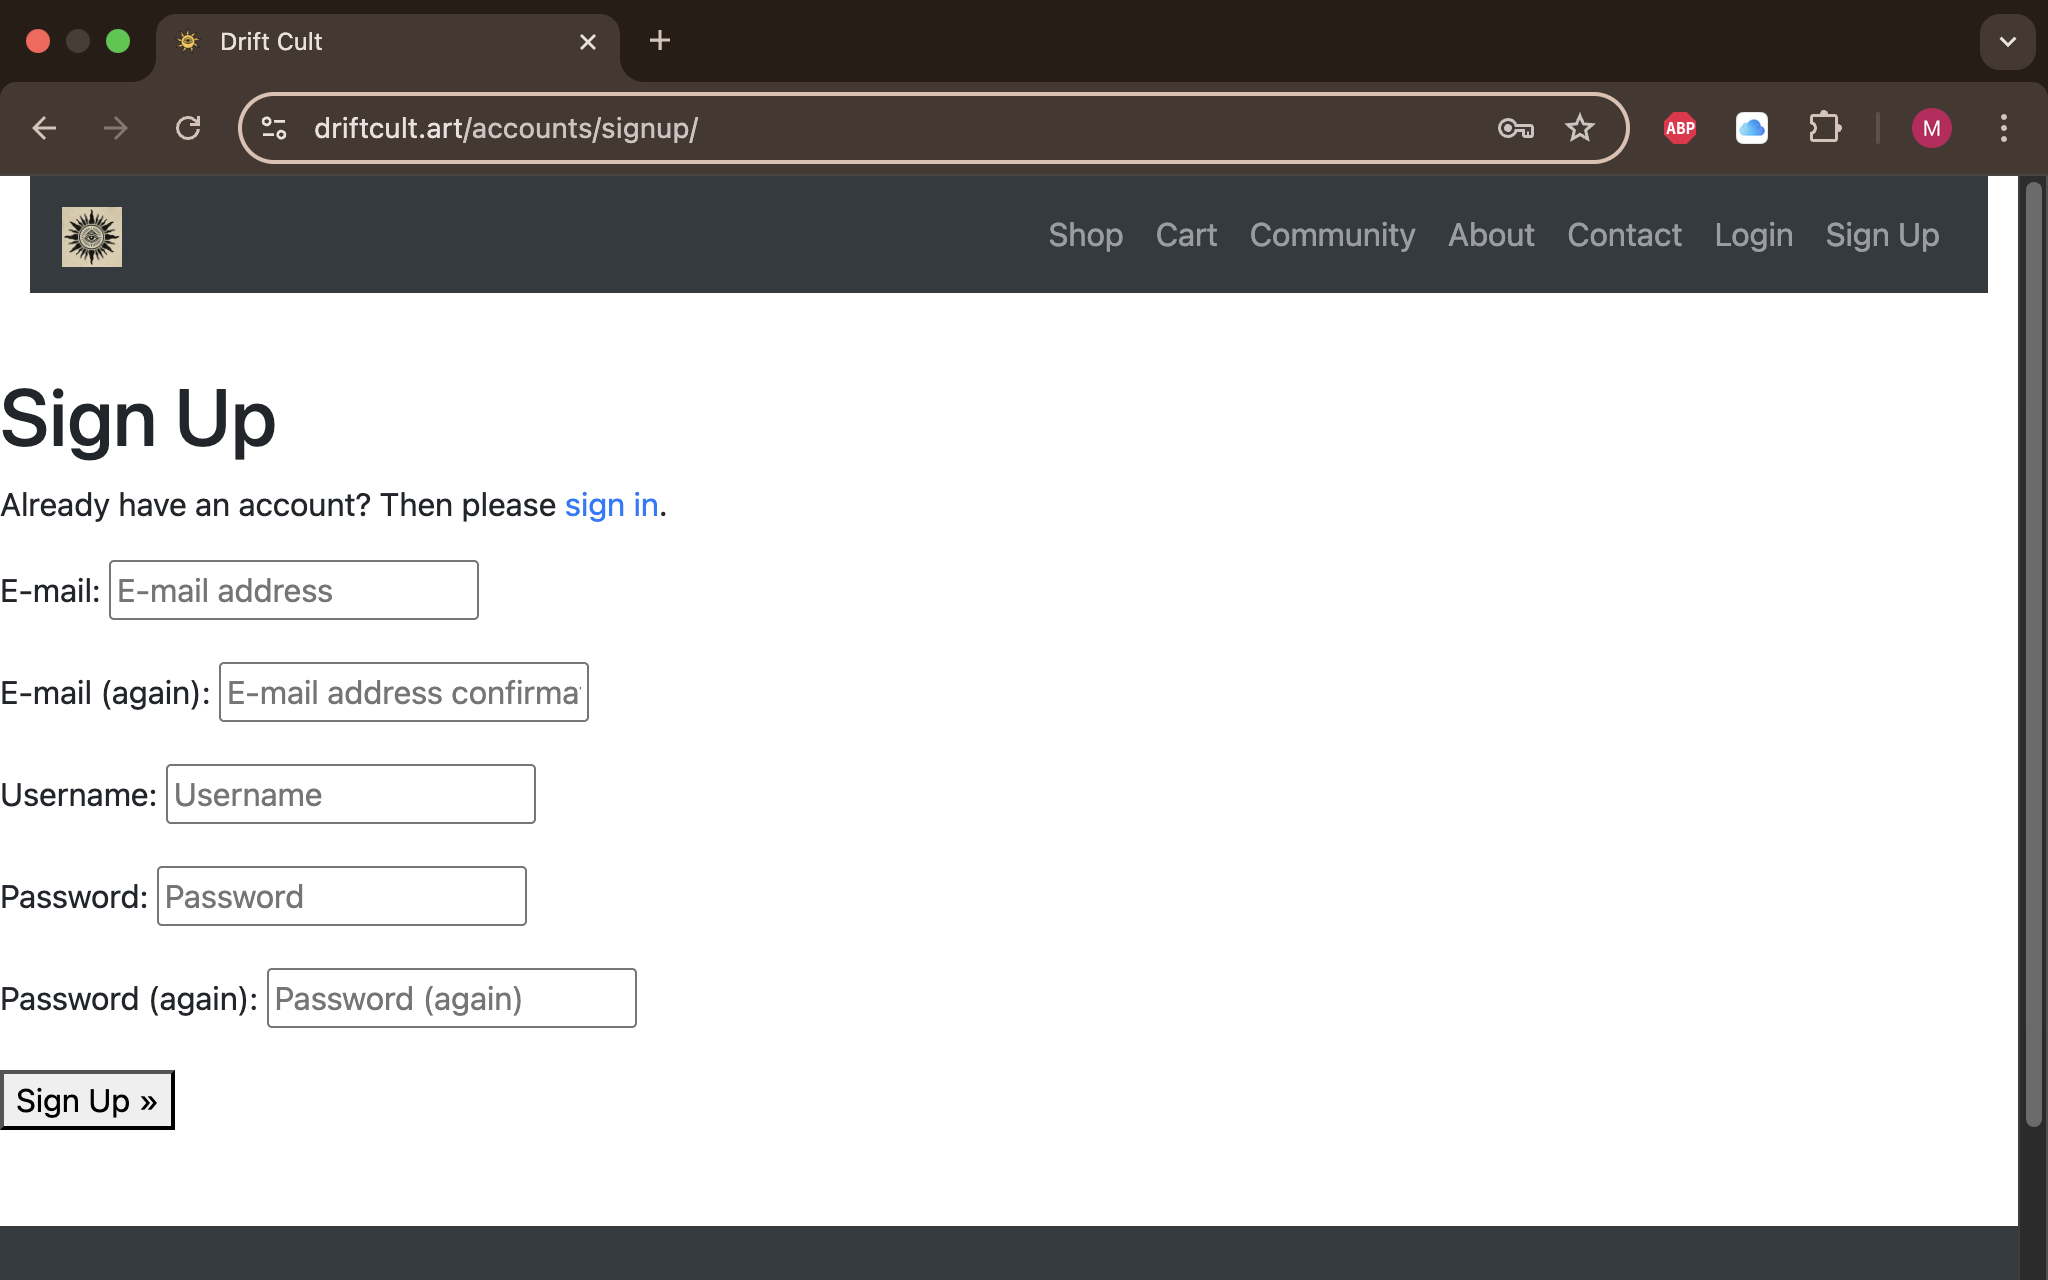 Drift Cult
driftcult.art/accounts/signup/
ABP
M
Shop Cart Community About Contact Login Sign Up
Sign Up
Already have an account? Then please sign in.
E-mail: E-mail address
E-mail (again): E-mail address confirmat
Username: Username
Password: Password
Password (again): Password (again)
Sign Up »